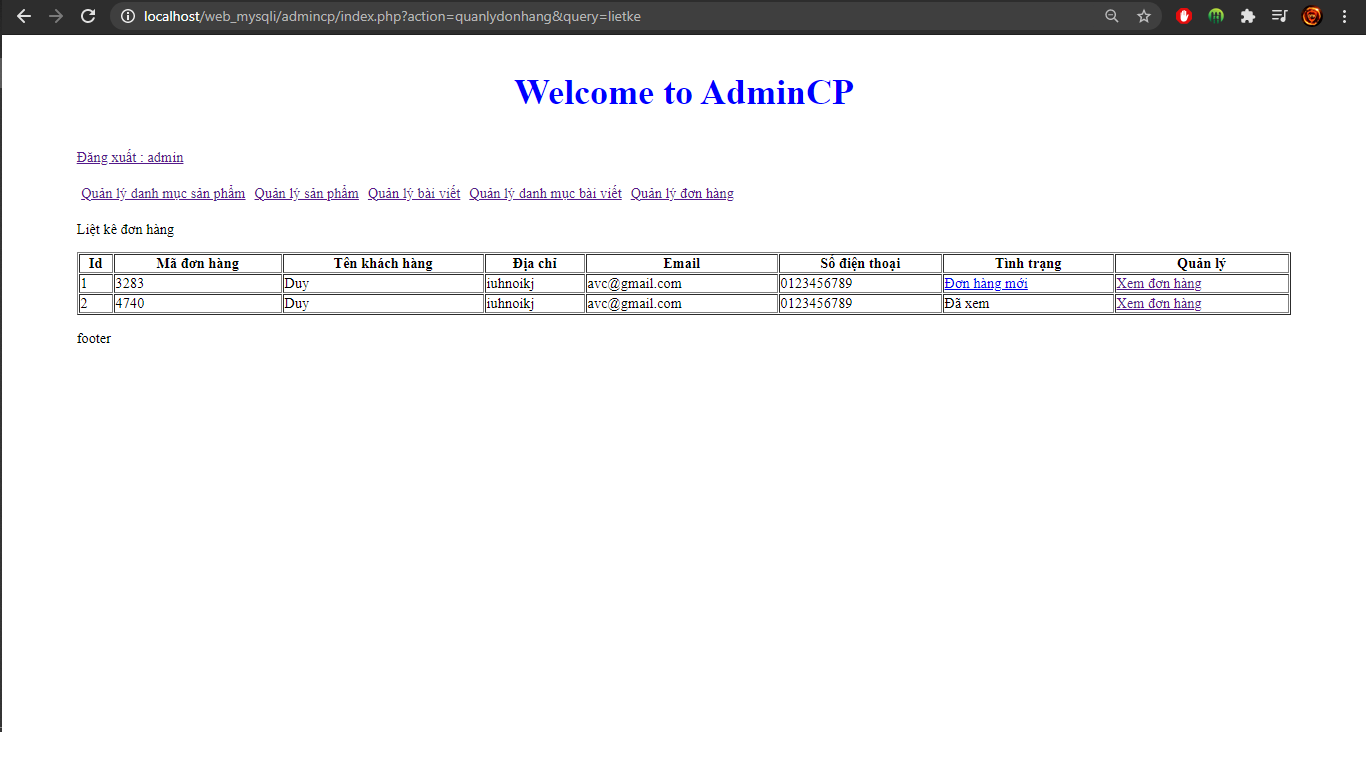 localhost/web_mysqli/admincp/index.php?action=quanlydonhang&query=lietke
Welcome to AdminCP
Đăng xuất : admin
Quản lý danh mục sản phẩm Quản lý sản phẩm Quản lý bài viết Quản lý danh mục bài viết Quản lý đơn hàng
Liệt kê đơn hàng
Id Mã đơn hàng Tên khách hàng Địa chỉ Email Số điện thoại Tình trạng Quản lý
1 3283 Duy iuhnoikj avc@gmail.com 0123456789 Đơn hàng mới Xem đơn hàng
2 4740 Duy iuhnoikj avc@gmail.com 0123456789 Đã xem Xem đơn hàng
footer